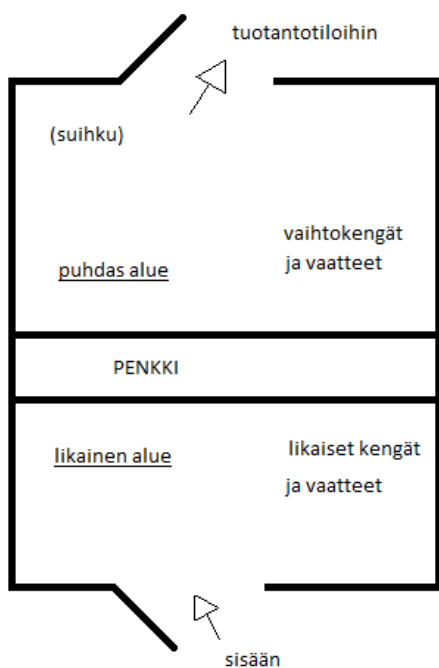 tuotantotiloihin
(suihku)
vaihtokengät
ja vaatteet
puhdas alue
PENKKI
likainen alue
likaiset kengät
ja vaatteet
sisään